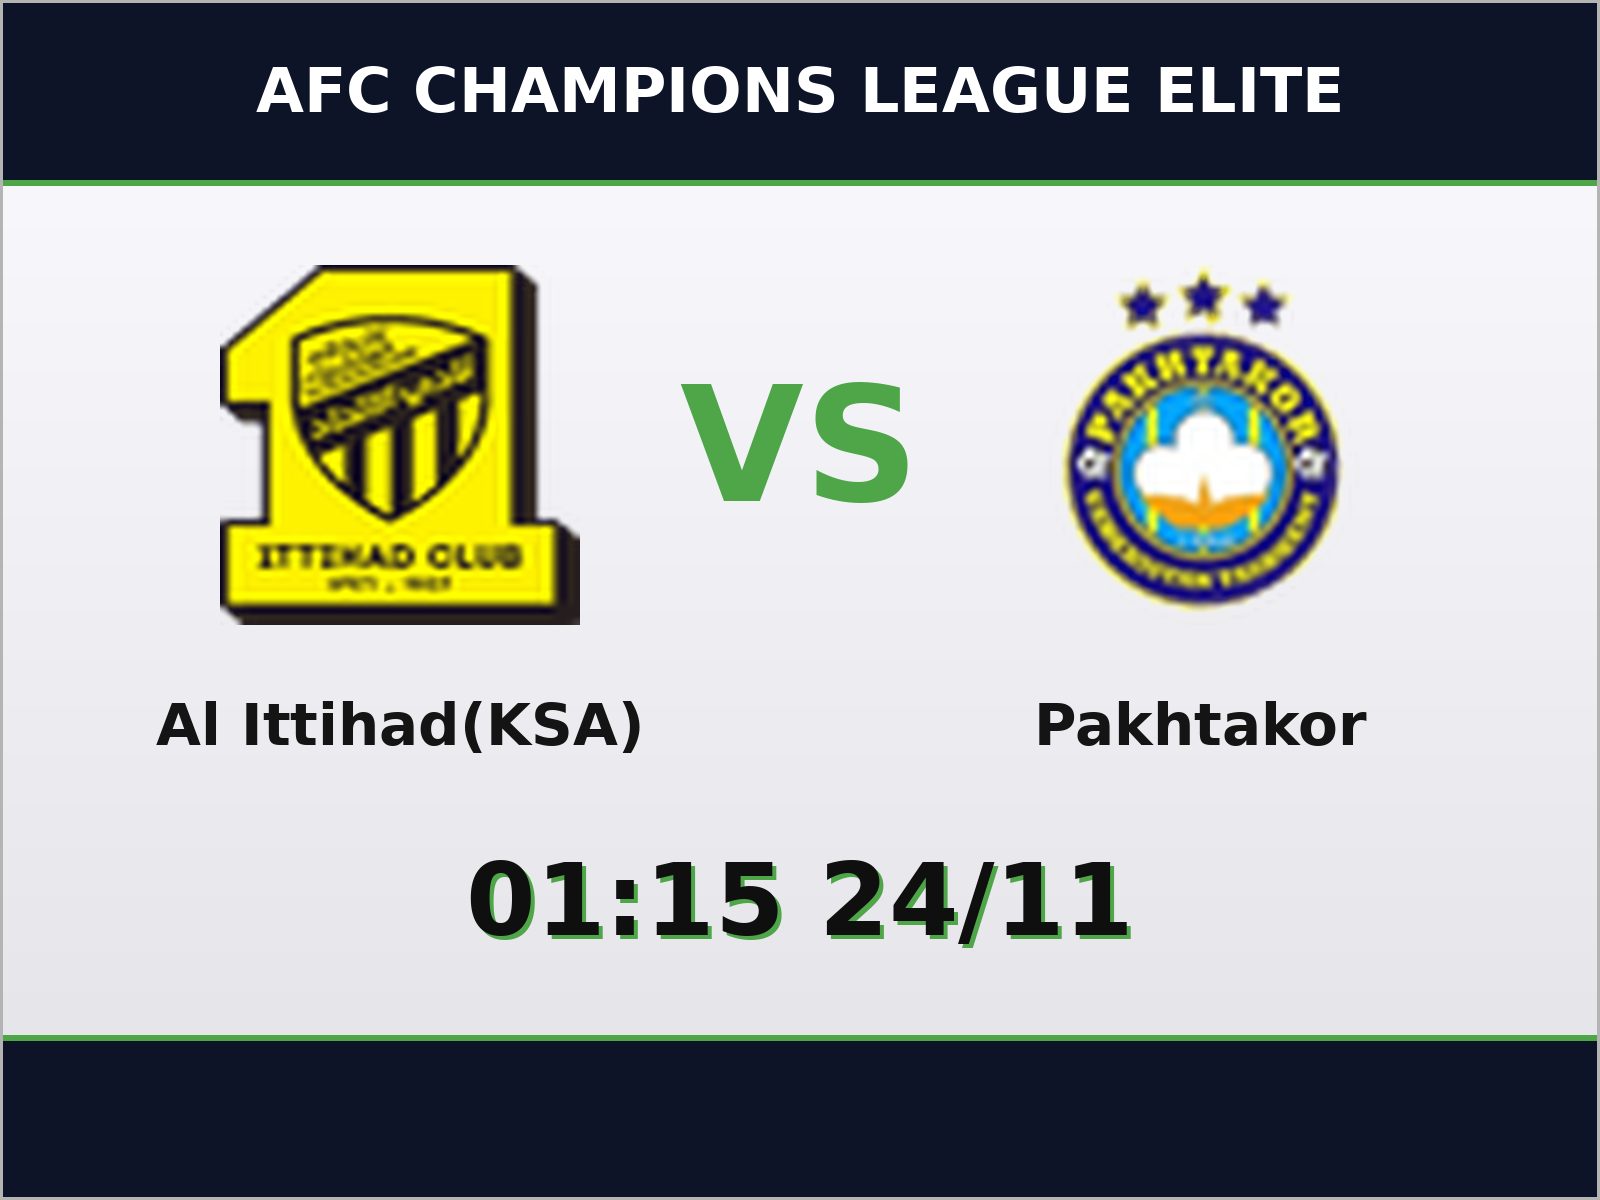 AFC CHAMPIONS LEAGUE ELITE
ITTIHAD CLUB
VS
PAKHTAKOR
Al Ittihad(KSA)
Pakhtakor
01:15 24/11